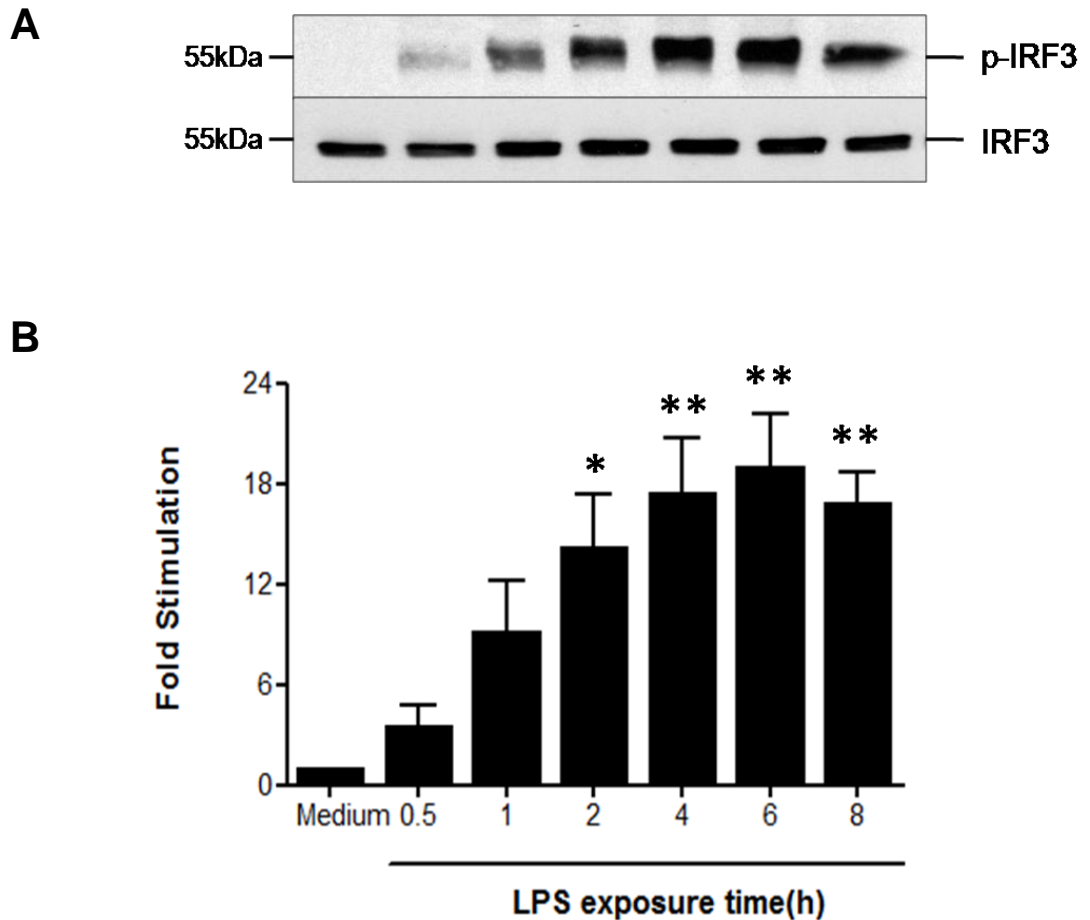 A
55kDa p-IRF3
55kDa IRF3
B
24
**
**
**
*
18
12
6
0
Fold Stimulation
Medium 0.5 1 2 4 6 8
LPS exposure time(h)